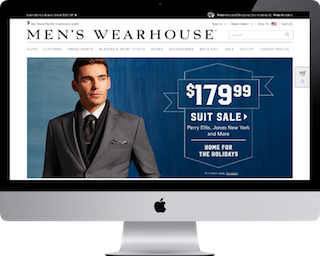 MEN'S WEARHOUSE
SUITS CLOTHING DRESS SHIRTS BLAZERS & SPORT COATS SHOES ACCESSORIES BIG & TALL SALE OUTLET TUXEDO RENTAL
$179.99
SUIT SALE
Perry Ellis, Jones New York
and More
HOME FOR
THE HOLIDAYS